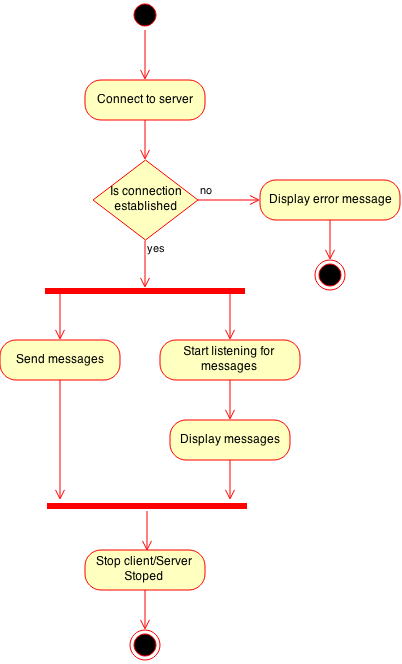 Connect to server
Is connection
established
no
Display error message
yes
Send messages
Start listening for
messages
Display messages
Stop client/Server
Stoped